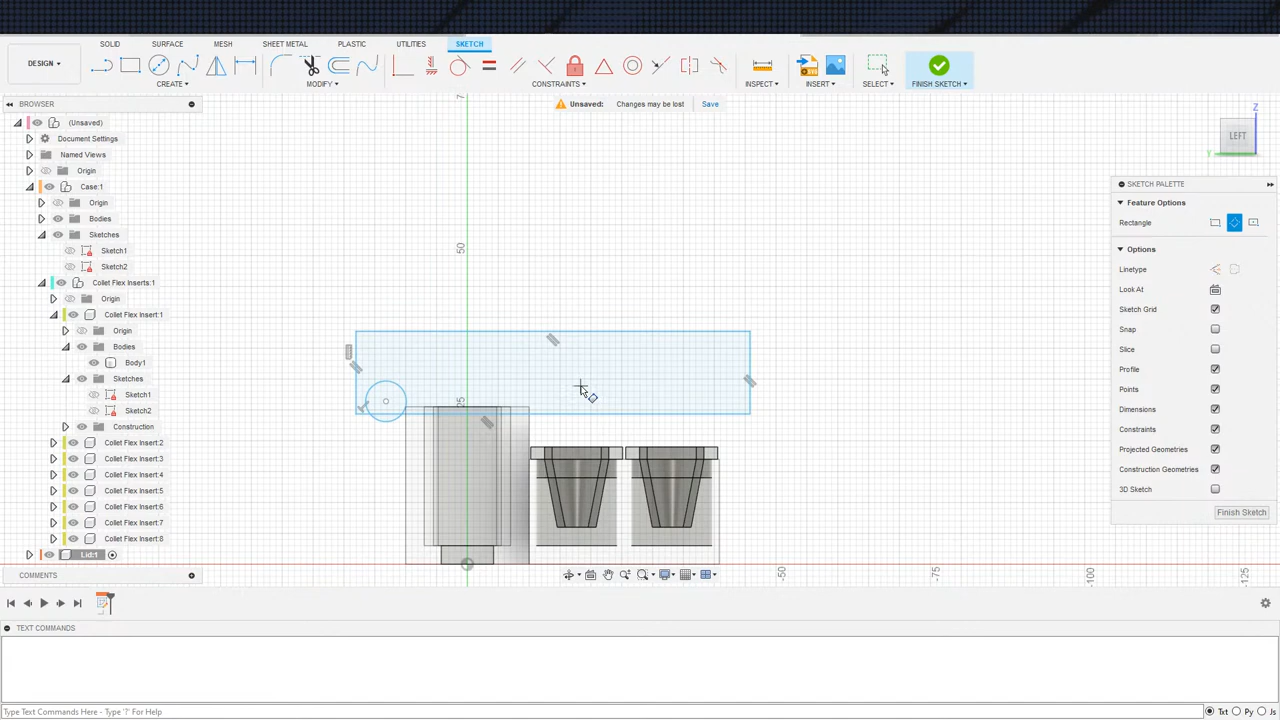 SOLID SURFACE MESH SHEET METAL PLASTIC UTILITIES SKETCH
DESIGN
CREATE MODIFY CONSTRAINTS INSPECT INSERT SELECT FINISH SKETCH
BROWSER
Unsaved: Changes may be lost Save
(Unsaved)
Document Settings
Named Views
Origin
Case:1
Origin
Bodies
Sketches
Sketch1
Sketch2
Collet Flex Inserts:1
Origin
Collet Flex Insert:1
Origin
Bodies
Body1
Sketches
Sketch1
Sketch2
Construction
Collet Flex Insert:2
Collet Flex Insert:3
Collet Flex Insert:4
Collet Flex Insert:5
Collet Flex Insert:6
Collet Flex Insert:7
Collet Flex Insert:8
Lid:1
COMMENTS
7
50
25
-50
-75
-100
-125
Z
LEFT
Y
SKETCH PALETTE
Feature Options
Rectangle
Options
Linetype
Look At
Sketch Grid
Snap
Slice
Profile
Points
Dimensions
Constraints
Projected Geometries
Construction Geometries
3D Sketch
Finish Sketch
TEXT COMMANDS
Type Text Commands Here - Type '?' For Help
Txt Py Js